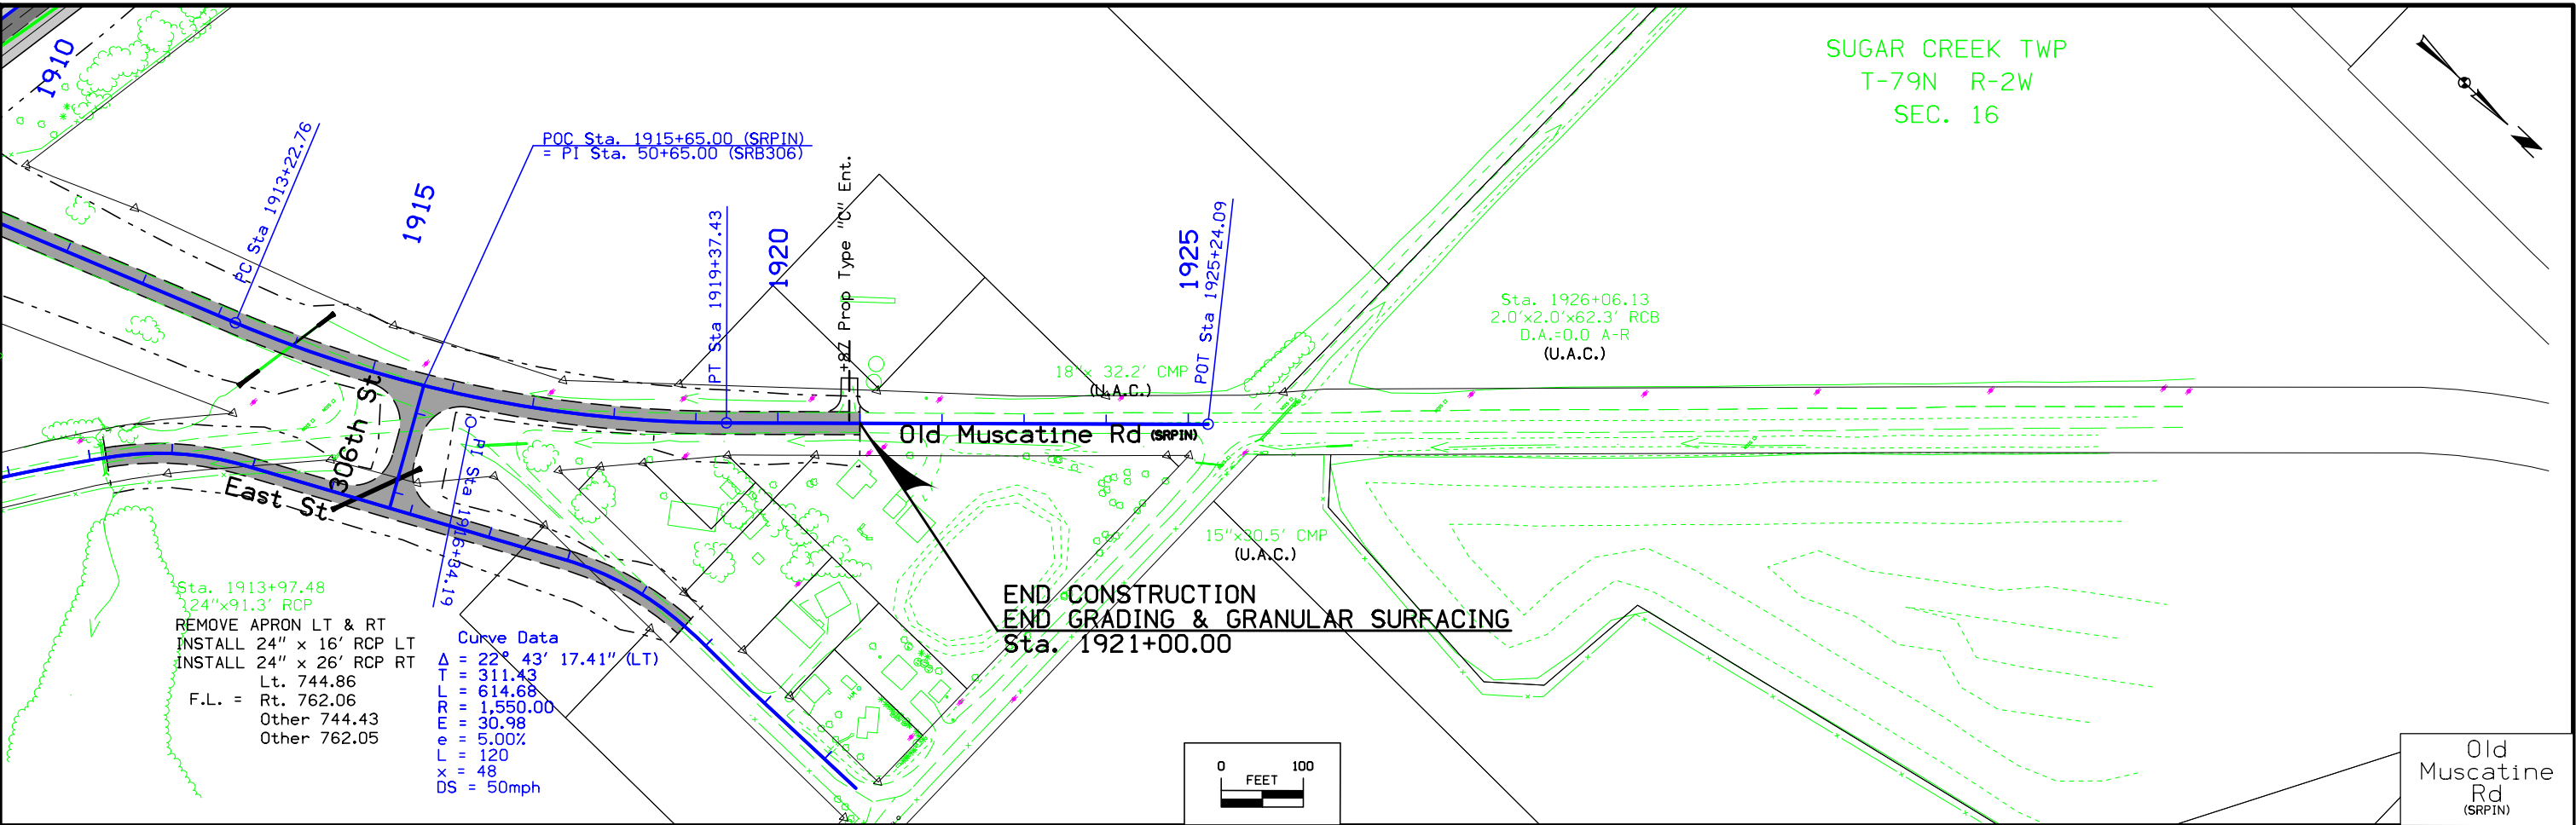 1910
PC Sta 1913+22.76
1915
POC Sta. 1915+65.00 (SRPIN)
= PI Sta. 50+65.00 (SRB306)
PT Sta 1919+37.43
1920
+87 Prop Type "C" Ent.
1925
POT Sta 1925+24.09
SUGAR CREEK TWP
T-79N R-2W
SEC. 16
N
Sta. 1926+06.13
2.0'x2.0'x62.3' RCB
D.A.=0.0 A-R
(U.A.C.)
18"x 32.2' CMP
(U.A.C.)
Old Muscatine Rd (SRPIN)
306th St
East St
PI Sta 1916+34.19
15"x30.5' CMP
(U.A.C.)
END CONSTRUCTION
END GRADING & GRANULAR SURFACING
Sta. 1921+00.00
Sta. 1913+97.48
24"x91.3' RCP
REMOVE APRON LT & RT
INSTALL 24" x 16' RCP LT
INSTALL 24" x 26' RCP RT
Lt. 744.86
F.L. = Rt. 762.06
Other 744.43
Other 762.05
Curve Data
Δ = 22° 43' 17.41" (LT)
T = 311.43
L = 614.68
R = 1,550.00
E = 30.98
e = 5.00%
L = 120
x = 48
DS = 50mph
0 100
FEET
Old
Muscatine
Rd
(SRPIN)